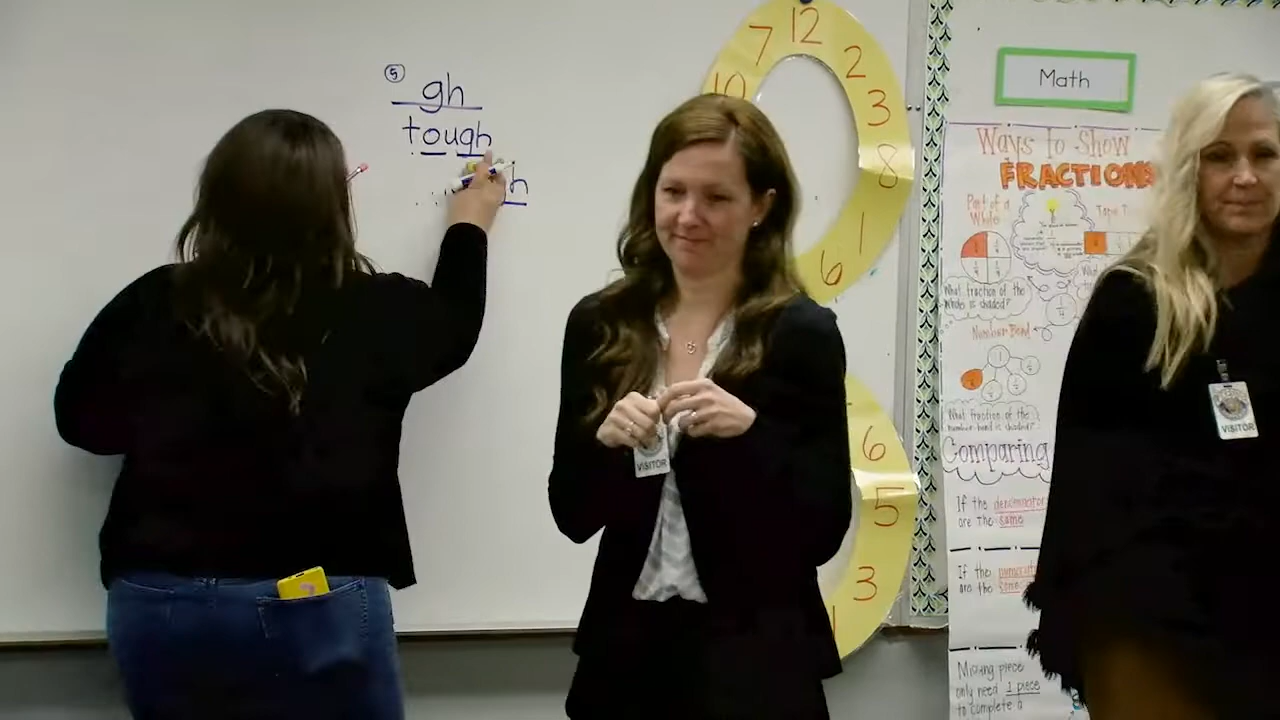 5
gh
tough
h
7 12 2
10 3
8
1
6
6
5
3
1
VISITOR
Math
Ways To Show
FRACTIONS
Part of a
Whole
What fraction of the
whole is shaded?
Number Bond
What fraction of the
number bond is shaded?
Comparing
If the denominator
are the same
If the
are the same
Missing piece
only need 1 piece
to complete a
VISITOR